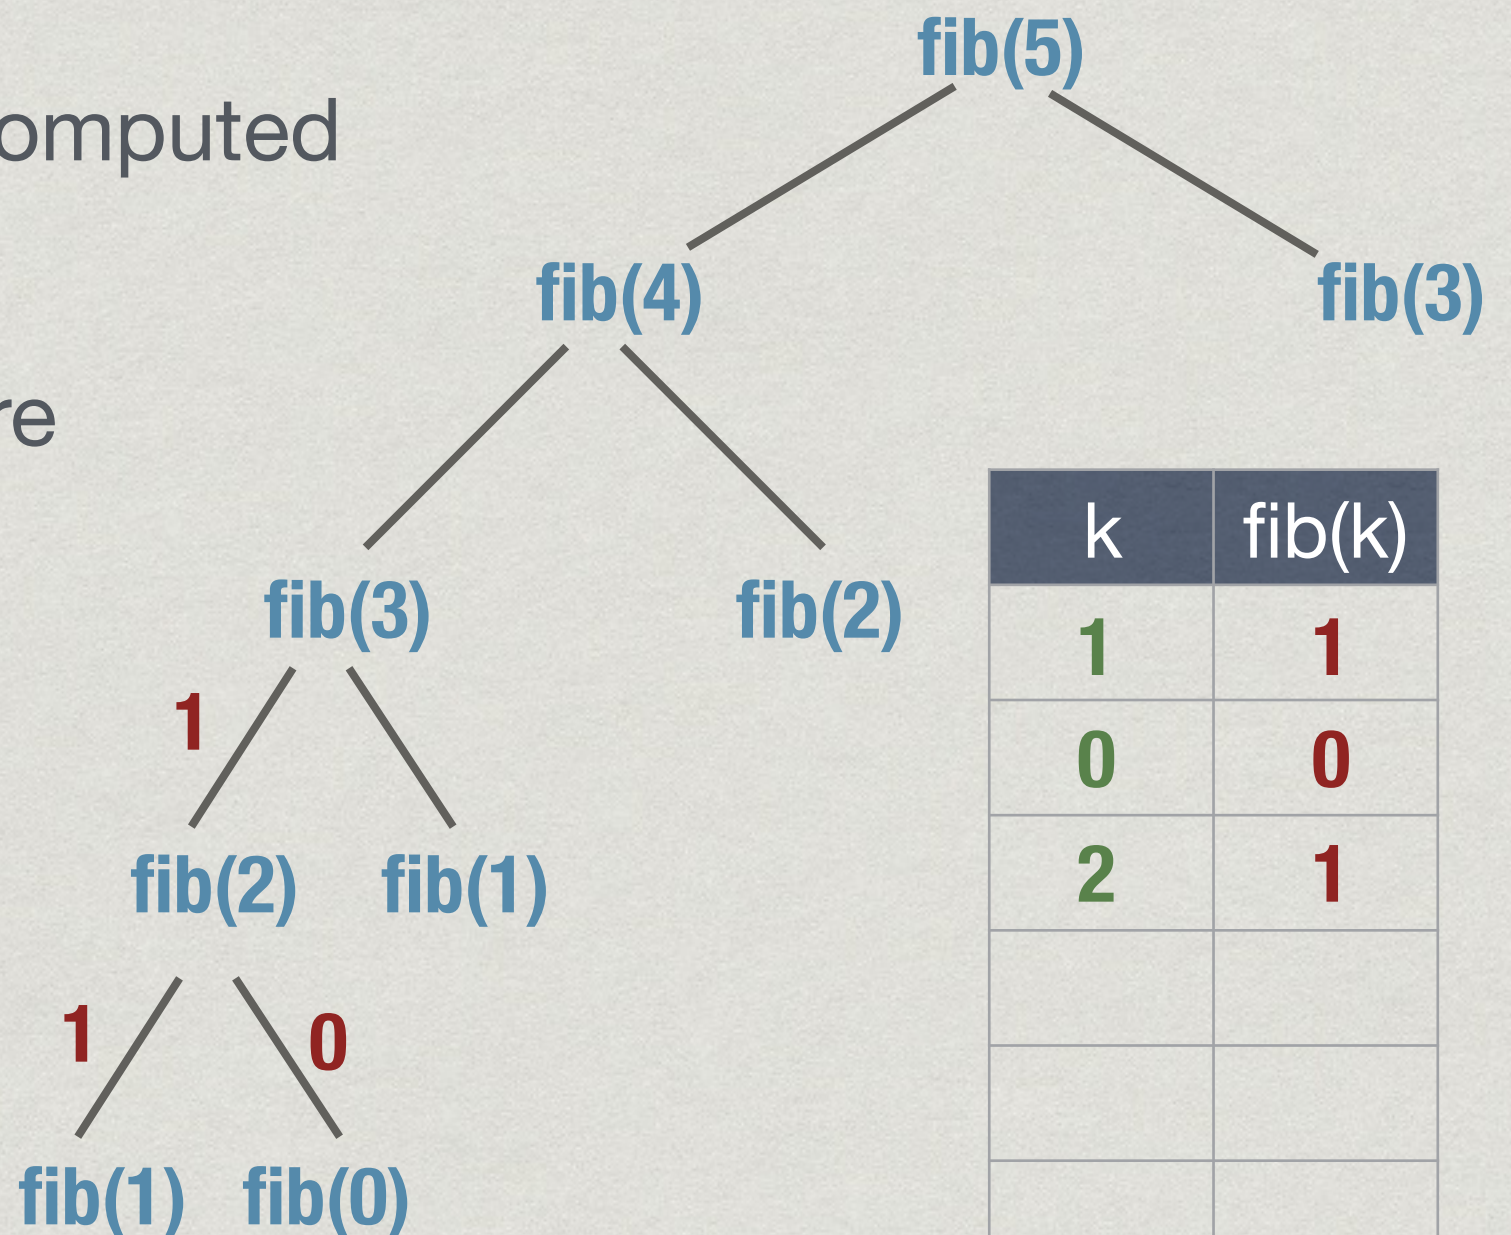 fib(5)
omputed
fib(4) fib(3)
re
k fib(k)
fib(3) fib(2)
1 1
1
0 0
fib(2) fib(1)
2 1
1 0
fib(1) fib(0)